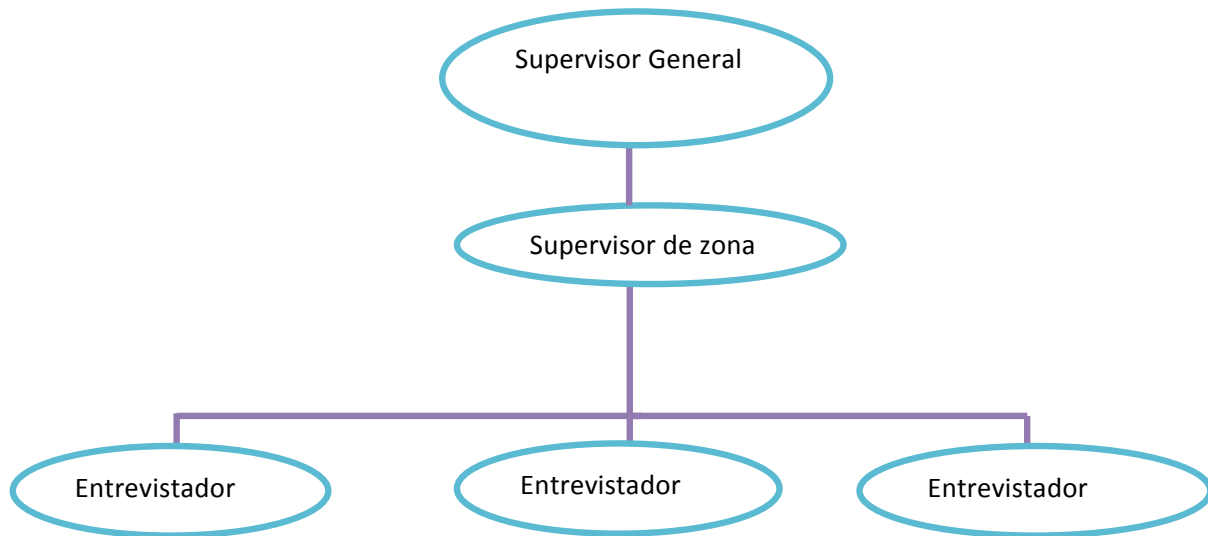 Supervisor General
Supervisor de zona
Entrevistador
Entrevistador
Entrevistador